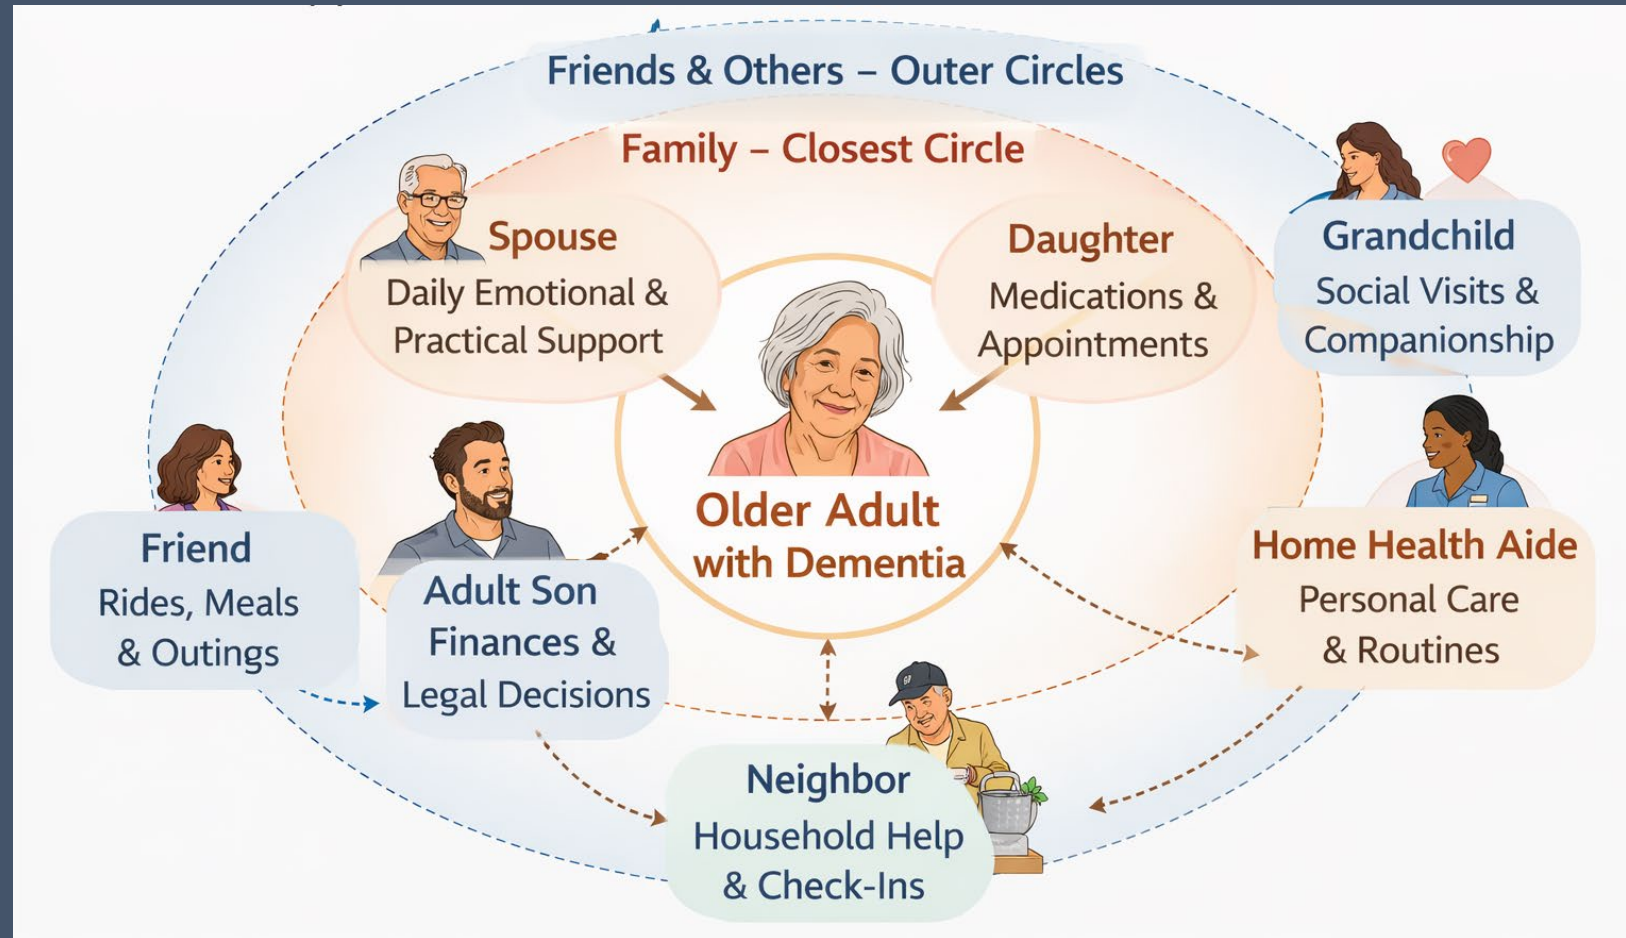 Friends & Others – Outer Circles
Family – Closest Circle
Spouse
Daily Emotional &
Practical Support
Daughter
Medications &
Appointments
Grandchild
Social Visits &
Companionship
Older Adult
with Dementia
Friend
Rides, Meals
& Outings
Adult Son
Finances &
Legal Decisions
Home Health Aide
Personal Care
& Routines
Neighbor
Household Help
& Check-Ins